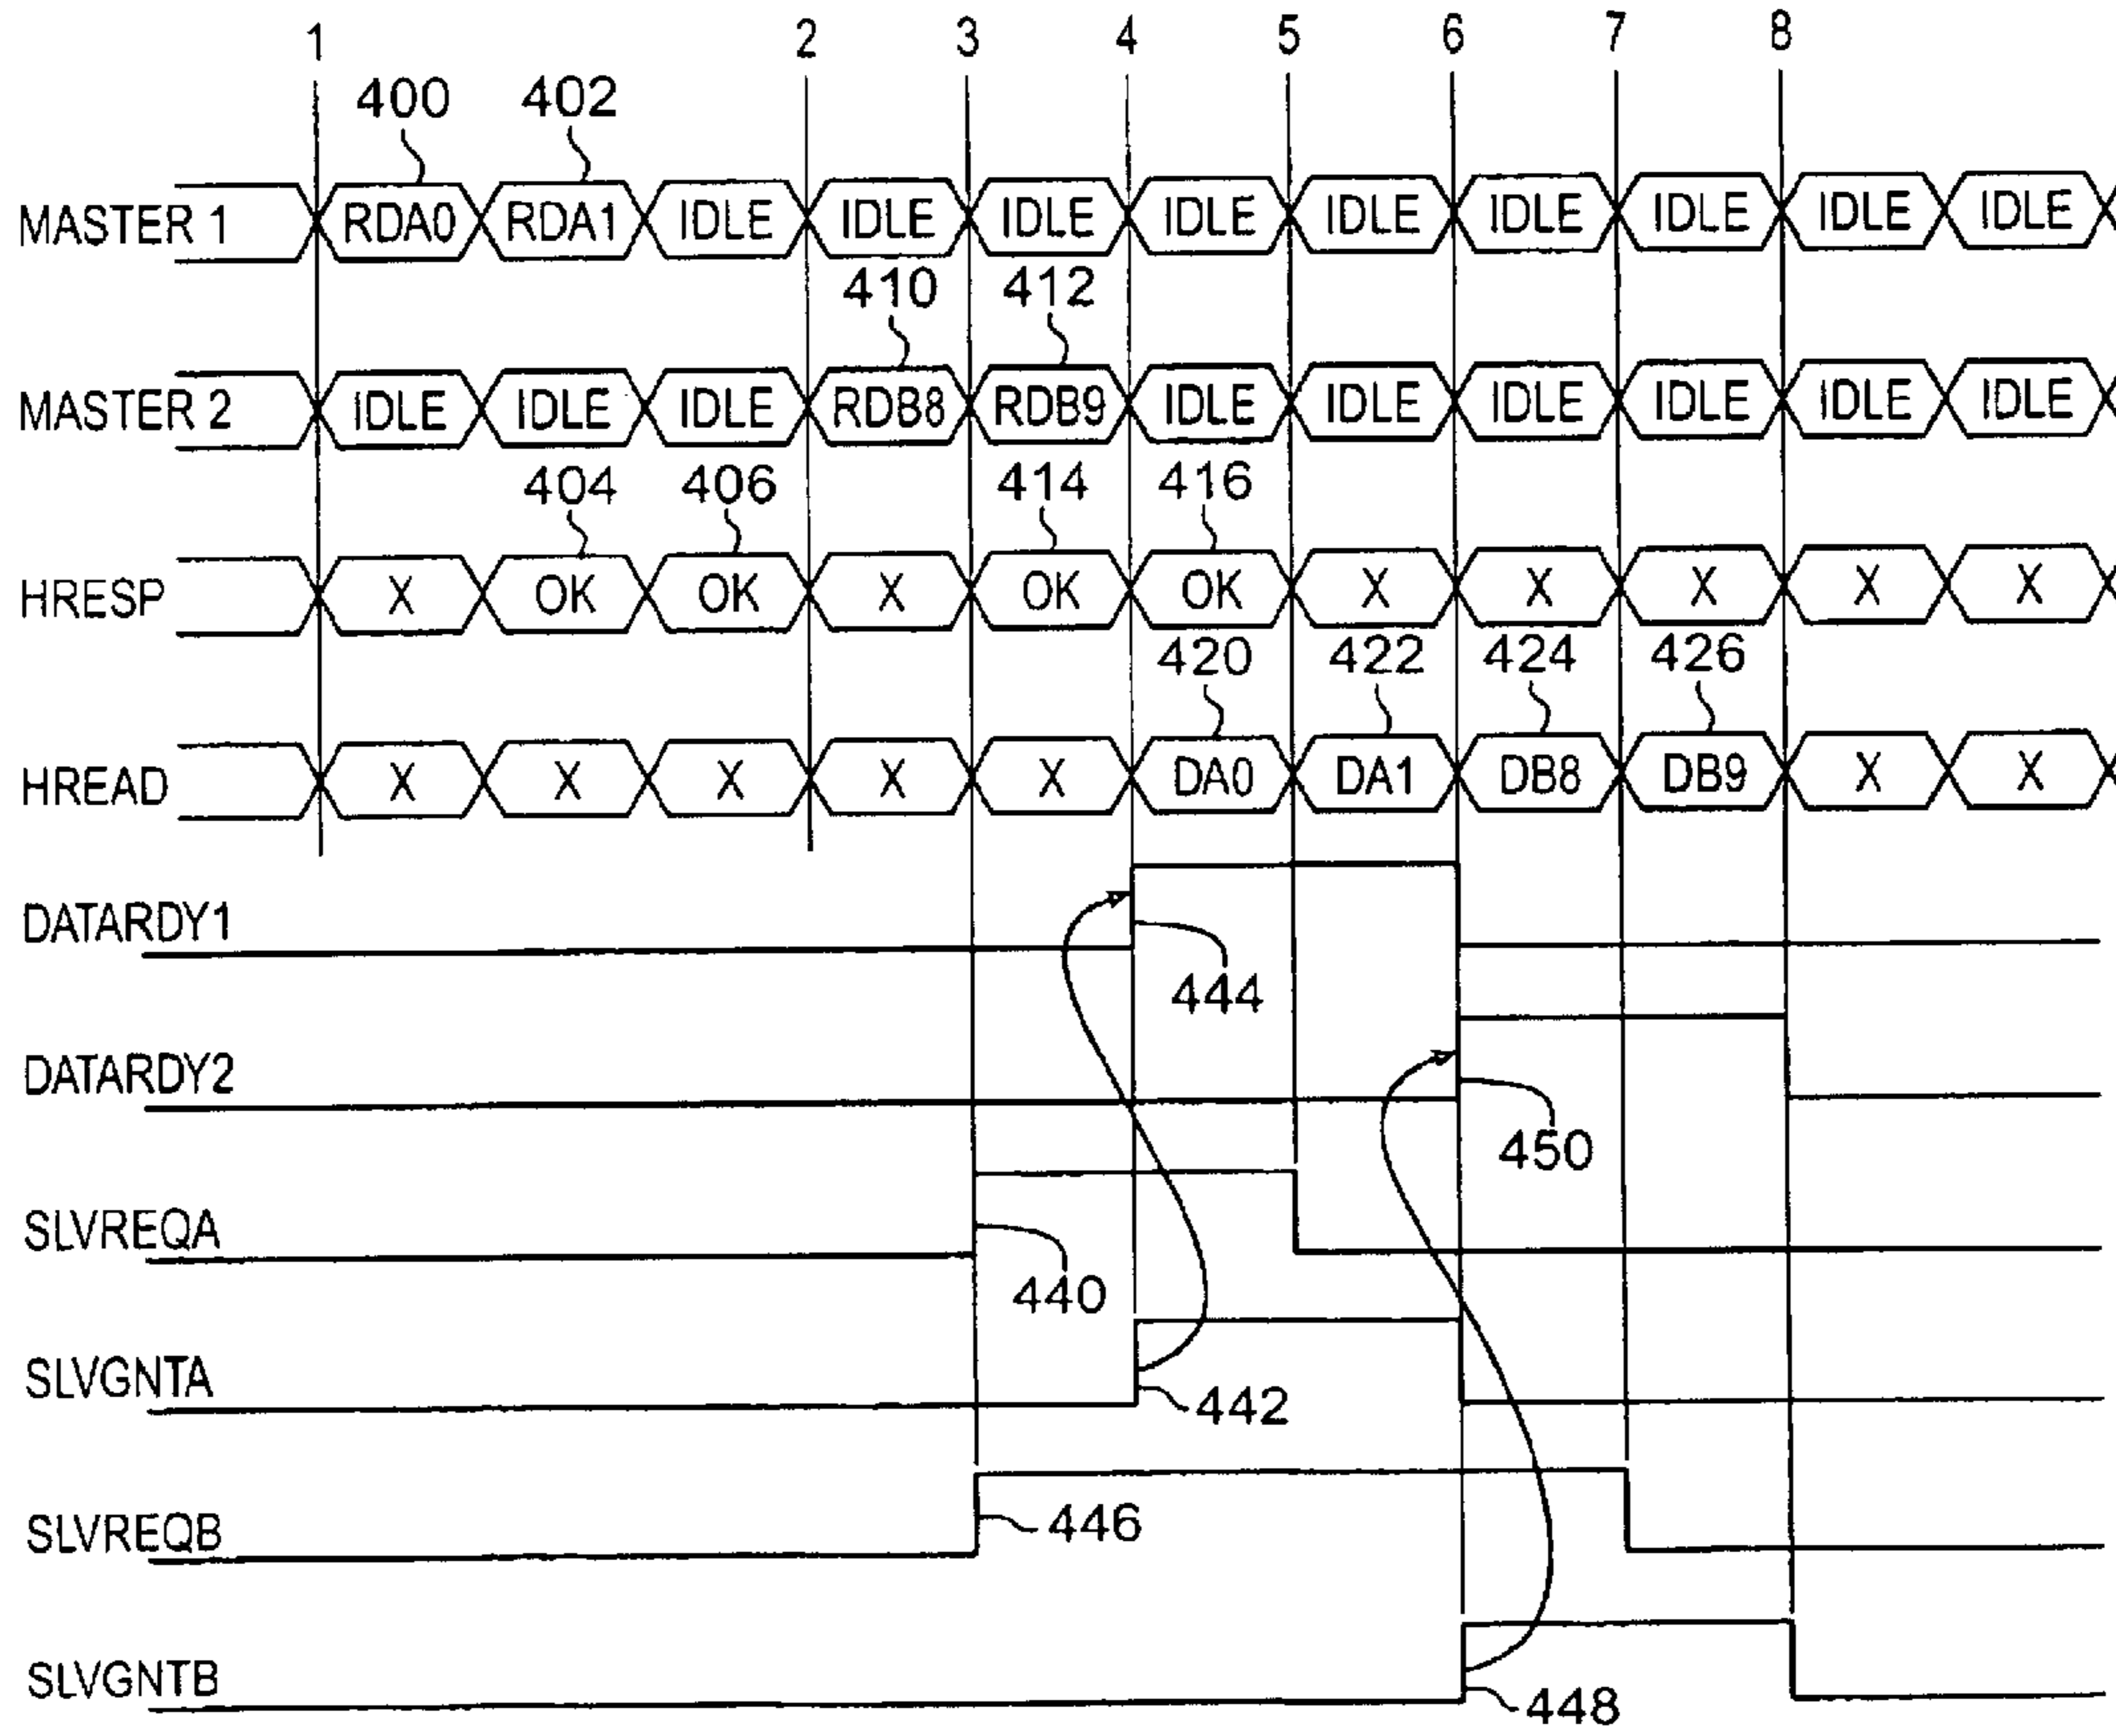 1 2 3 4 5 6 7 8
400 402
MASTER 1 RDA0 RDA1 IDLE IDLE IDLE IDLE IDLE IDLE IDLE IDLE IDLE
410 412
MASTER 2 IDLE IDLE IDLE RDB8 RDB9 IDLE IDLE IDLE IDLE IDLE IDLE
404 406 414 416
HRESP X OK OK X OK OK X X X X X
420 422 424 426
HREAD X X X X X DA0 DA1 DB8 DB9 X X
DATARDY1
444
DATARDY2
450
SLVREQA
440
SLVGNTA
442
SLVREQB
446
SLVGNTB
448